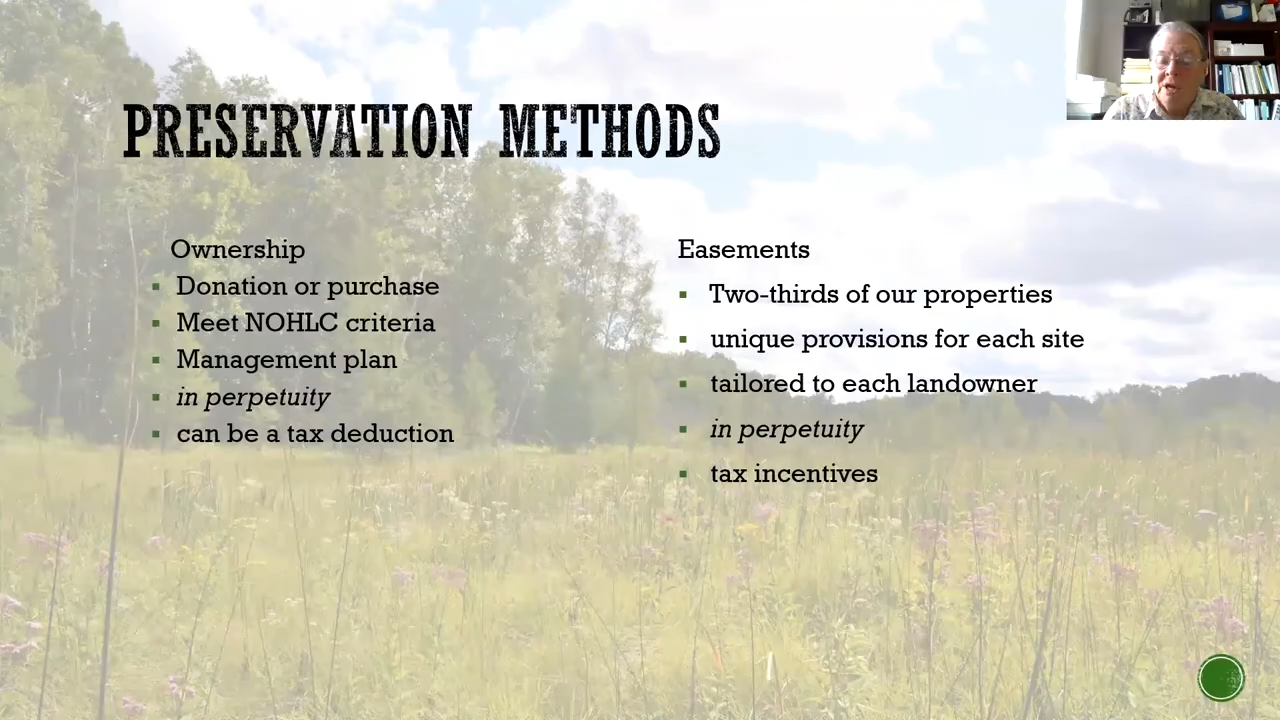 PRESERVATION METHODS
Ownership
Donation or purchase
Meet NOHLC criteria
Management plan
in perpetuity
can be a tax deduction
Easements
Two-thirds of our properties
unique provisions for each site
tailored to each landowner
in perpetuity
tax incentives